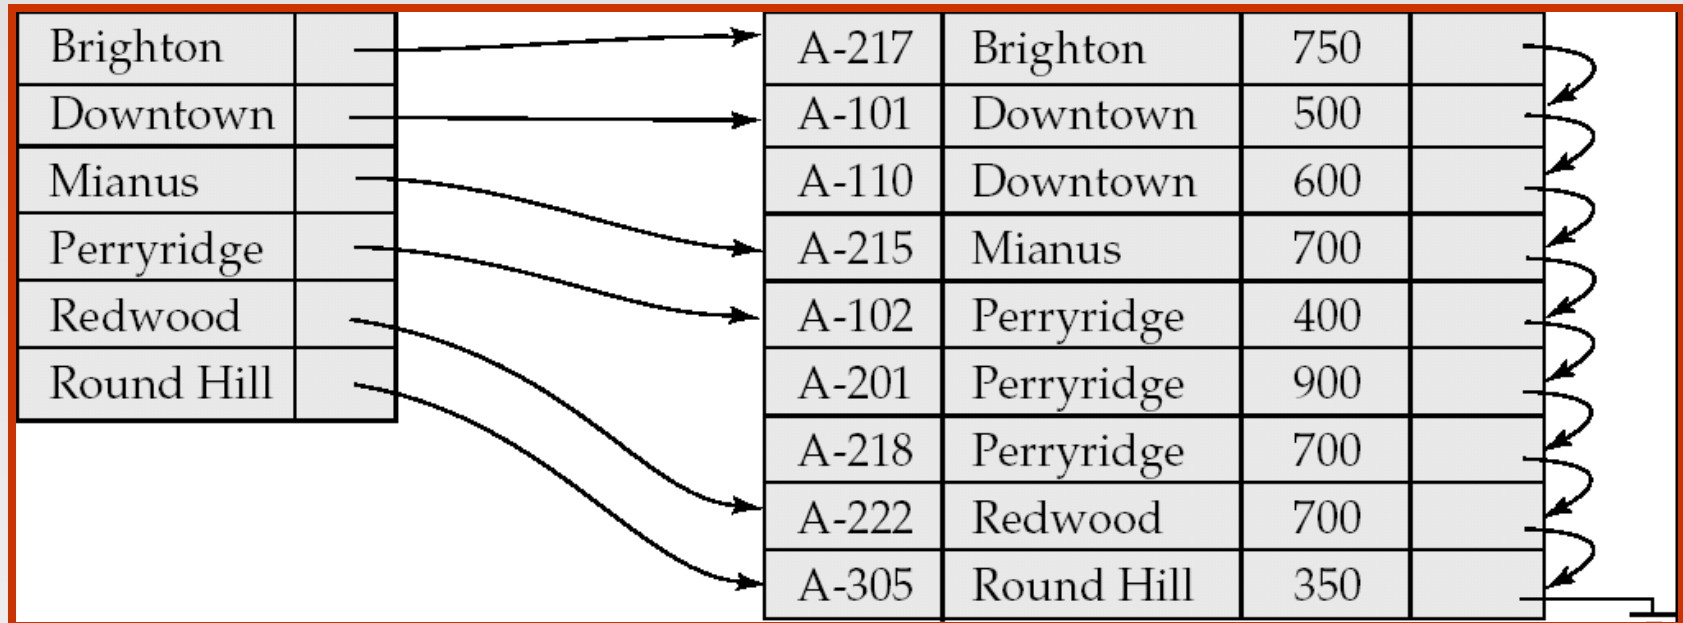 Brighton
Downtown
Mianus
Perryridge
Redwood
Round Hill
A-217 Brighton 750
A-101 Downtown 500
A-110 Downtown 600
A-215 Mianus 700
A-102 Perryridge 400
A-201 Perryridge 900
A-218 Perryridge 700
A-222 Redwood 700
A-305 Round Hill 350